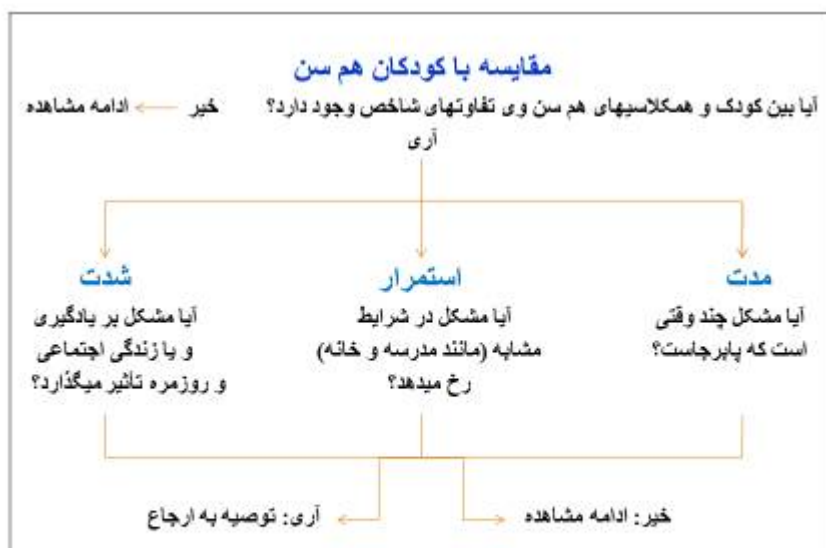 مقایسه با کودکان هم سن
آیا بین کودک و همکلاسیهای هم سن وی تفاوتهای شاخص وجود دارد؟
خیر
ادامه مشاهده
آری
مدت
آیا مشکل چند وقتی
است که پابرجاست؟
استمرار
آیا مشکل در شرایط
مشابه (مانند مدرسه و خانه)
رخ میدهد؟
شدت
آیا مشکل بر یادگیری
و یا زندگی اجتماعی
و روزمره تأثیر میگذارد؟
خیر: ادامه مشاهده
آری: توصیه به ارجاع